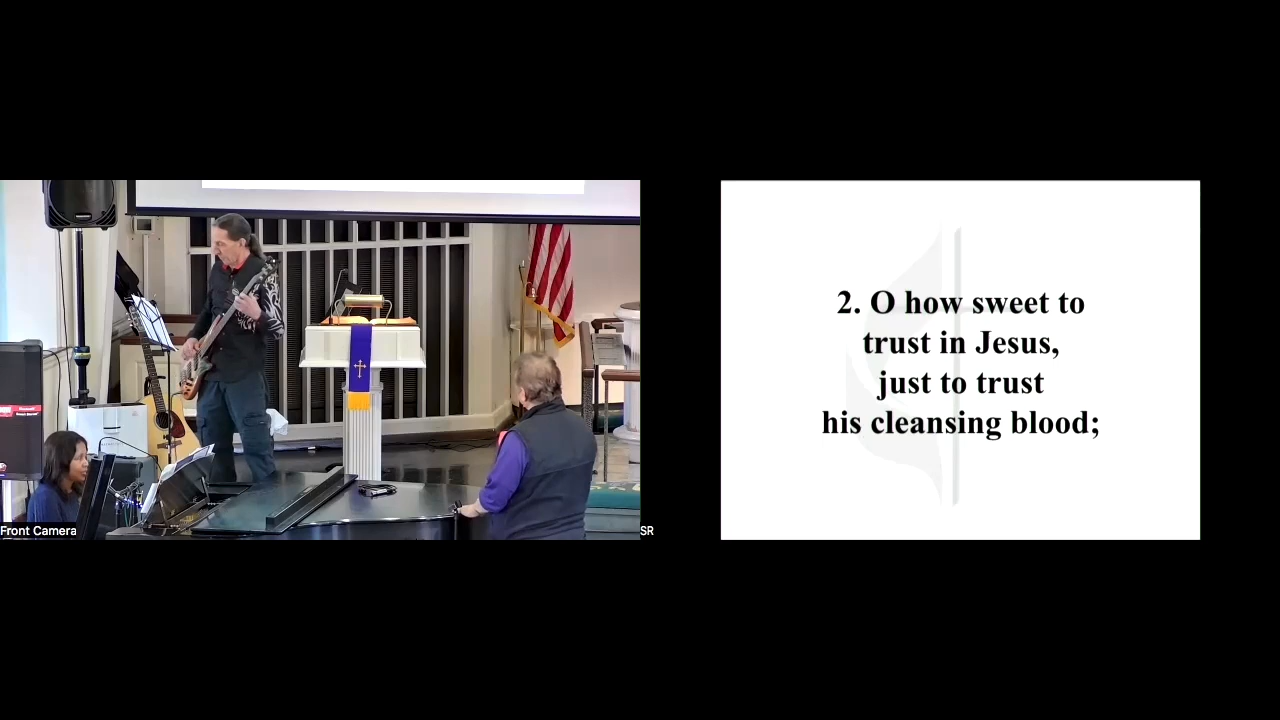 Front Camera
SR
2. O how sweet to
trust in Jesus,
just to trust
his cleansing blood;